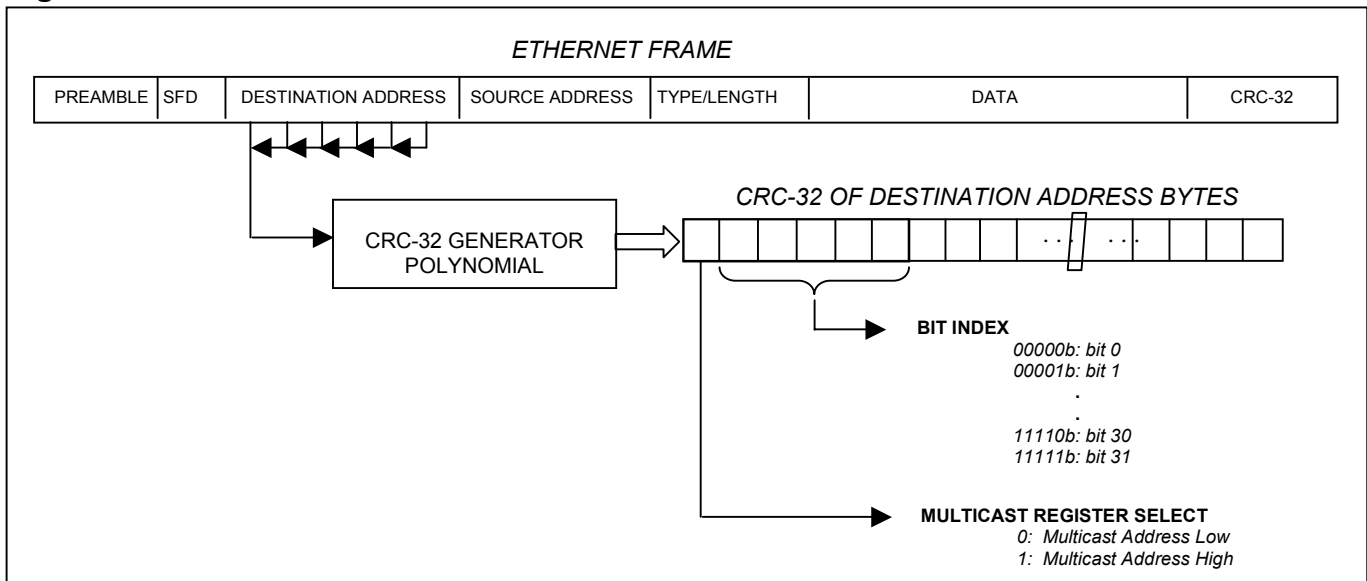 ETHERNET FRAME
PREAMBLE SFD DESTINATION ADDRESS SOURCE ADDRESS TYPE/LENGTH DATA CRC-32
CRC-32 OF DESTINATION ADDRESS BYTES
CRC-32 GENERATOR
POLYNOMIAL
. . . . . .
BIT INDEX
00000b: bit 0
00001b: bit 1
.
.
11110b: bit 30
11111b: bit 31
MULTICAST REGISTER SELECT
0: Multicast Address Low
1: Multicast Address High